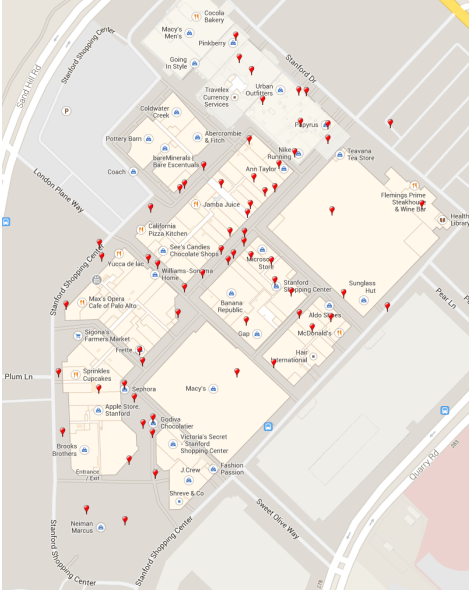 Cocola
Bakery
Macy's
Men's
Pinkberry
Stanford Shopping Center
Sand Hill Rd
Going
In Style
Stanford Dr
Travelex
Currency
Services
Urban
Outfitters
P
Coldwater
Creek
Papyrus
Pottery Barn
Abercrombie
& Fitch
Nike
Running
Teavana
Tea Store
bareMinerals |
Bare Escentuals
Coach
Ann Taylor
London Plane Way
Flemings Prime
Steakhouse
& Wine Bar
Jamba Juice
Health
Library
California
Pizza Kitchen
See's Candies
Chocolate Shops
Stanford Shopping Center
Yucca de lac
Williams-Sonoma
Home
Microsoft
Store
Stanford
Shopping Center
Sunglass
Hut
Pear Ln
Max's Opera
Cafe of Palo Alto
Banana
Republic
Aldo Shoes
Sigona's
Farmers Market
Gap
McDonald's
Frette
Hair
International
Plum Ln
Sprinkles
Cupcakes
Sephora
Macy's
Apple Store,
Stanford
Godiva
Chocolatier
Brooks
Brothers
Victoria's Secret
- Stanford
Shopping Center
Quarry Rd
Entrance
/ Exit
J.Crew
Fashion
Passion
Shreve & Co
Sweet Olive Way
Neiman
Marcus
Stanford Shopping Center
Stanford Shopping Center